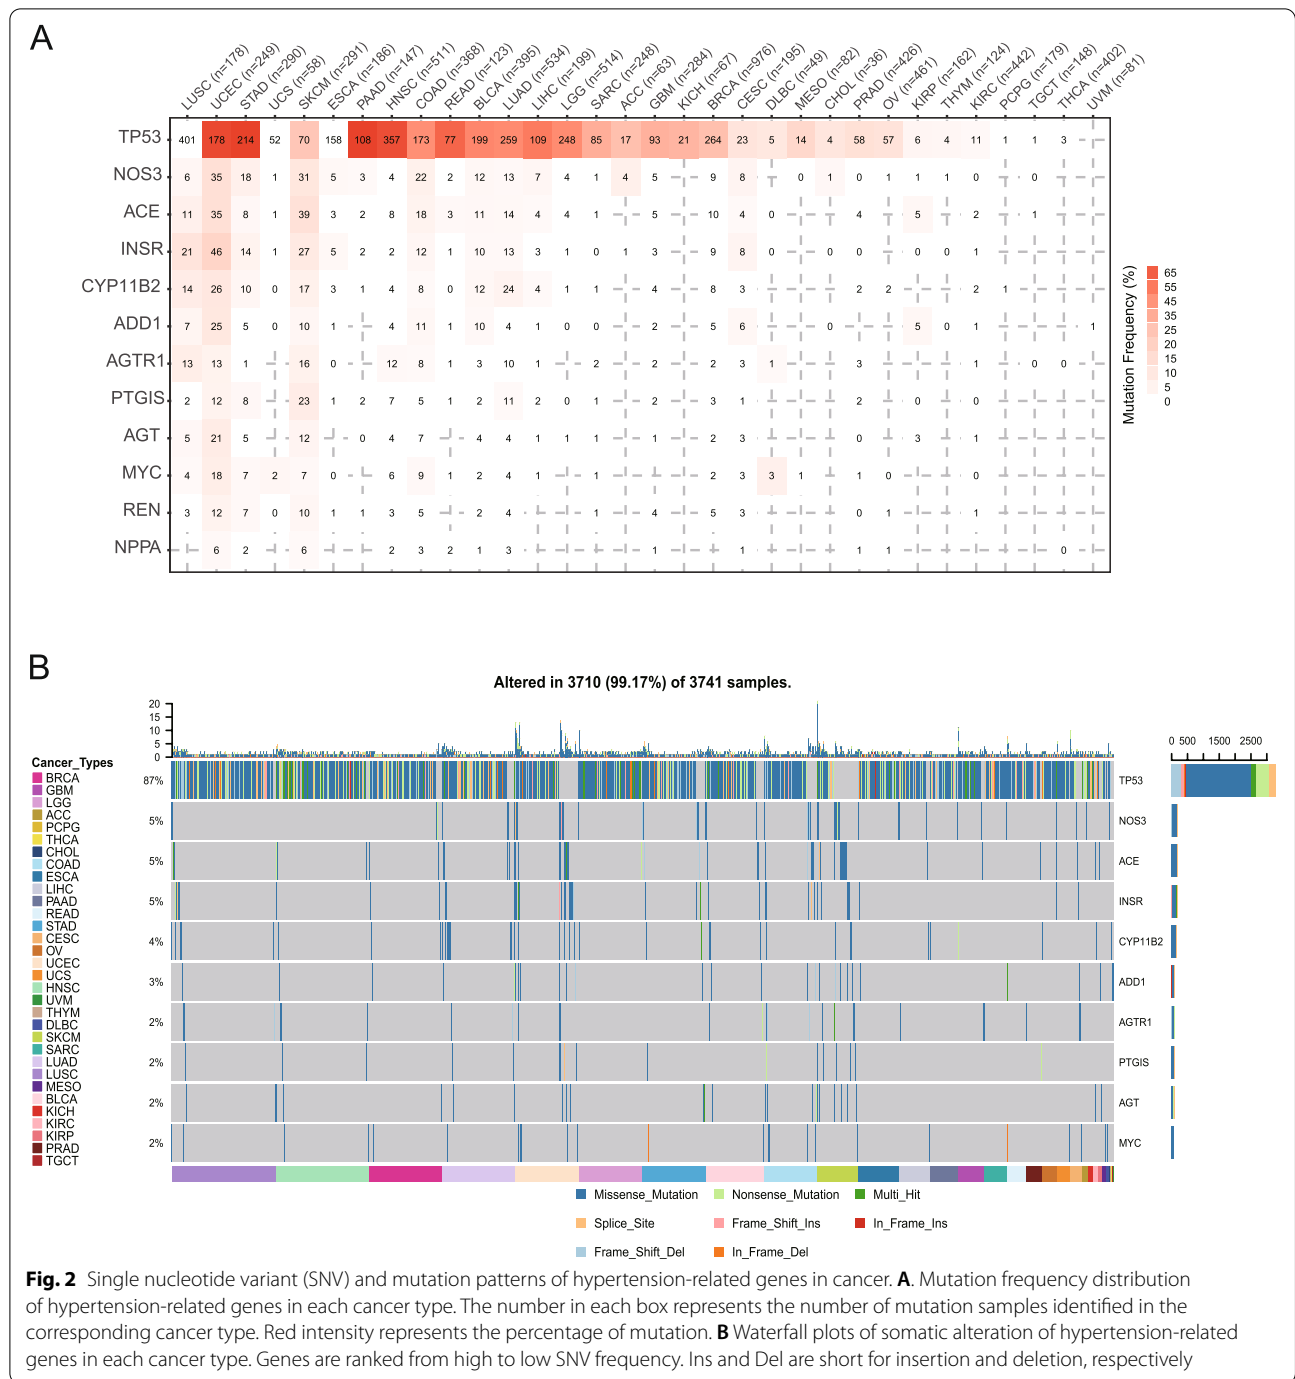 A
LUSC (n=178)
UCEC (n=249)
STAD (n=290)
UCS (n=58)
SKCM (n=291)
ESCA (n=186)
PAAD (n=147)
HNSC (n=511)
COAD (n=368)
READ (n=123)
BLCA (n=395)
LUAD (n=534)
LIHC (n=199)
LGG (n=514)
SARC (n=248)
ACC (n=63)
GBM (n=284)
KICH (n=67)
BRCA (n=976)
CESC (n=195)
DLBC (n=49)
MESO (n=82)
CHOL (n=36)
PRAD (n=426)
OV (n=461)
KIRP (n=162)
THYM (n=124)
KIRC (n=442)
PCPG (n=179)
TGCT (n=148)
THCA (n=402)
UVM (n=81)
TP53 401 178 214 52 70 158 108 357 173 77 199 259 109 248 85 17 93 21 264 23 5 14 4 58 57 6 4 11 1 1 3
NOS3 6 35 18 1 31 5 3 4 22 2 12 13 7 4 1 4 5 9 8 0 1 0 1 1 1 0 0
ACE 11 35 8 1 39 3 2 8 18 3 11 14 4 4 1 5 10 4 0 4 5 2 1
INSR 21 46 14 1 27 5 2 2 12 1 10 13 3 1 0 1 3 9 8 0 0 0 0 1
CYP11B2 14 26 10 0 17 3 1 4 8 0 12 24 4 1 1 4 8 3 2 2 2 1
ADD1 7 25 5 0 10 1 4 11 1 10 4 1 0 0 2 5 6 0 5 0 1 1
AGTR1 13 13 1 16 0 12 8 1 3 10 1 2 2 2 3 1 3 1 0 0
PTGIS 2 12 8 23 1 2 7 5 1 2 11 2 0 1 2 3 1 2 0 0
AGT 5 21 5 12 0 4 7 4 4 1 1 1 1 2 3 0 3 1
MYC 4 18 7 2 7 0 6 9 1 2 4 1 1 2 3 3 1 1 0 0
REN 3 12 7 0 10 1 1 3 5 2 4 1 4 5 3 0 1
NPPA 6 2 6 2 3 2 1 3 1 1 1 1 0
Mutation Frequency (%)
65
55
45
35
25
20
15
10
5
0
B
Altered in 3710 (99.17%) of 3741 samples.
20
15
10
5
0
0 500 1500 2500
Cancer_Types
BRCA
GBM
LGG
ACC
PCPG
THCA
CHOL
COAD
ESCA
LIHC
PAAD
READ
STAD
CESC
OV
UCEC
UCS
HNSC
UVM
THYM
DLBC
SKCM
SARC
LUAD
LUSC
MESO
BLCA
KICH
KIRC
KIRP
PRAD
TGCT
87% TP53
5% NOS3
5% ACE
5% INSR
4% CYP11B2
3% ADD1
2% AGTR1
2% PTGIS
2% AGT
2% MYC
Missense_Mutation Nonsense_Mutation Multi_Hit
Splice_Site Frame_Shift_Ins In_Frame_Ins
Frame_Shift_Del In_Frame_Del
Fig. 2 Single nucleotide variant (SNV) and mutation patterns of hypertension-related genes in cancer. A. Mutation frequency distribution
of hypertension-related genes in each cancer type. The number in each box represents the number of mutation samples identified in the
corresponding cancer type. Red intensity represents the percentage of mutation. B Waterfall plots of somatic alteration of hypertension-related
genes in each cancer type. Genes are ranked from high to low SNV frequency. Ins and Del are short for insertion and deletion, respectively